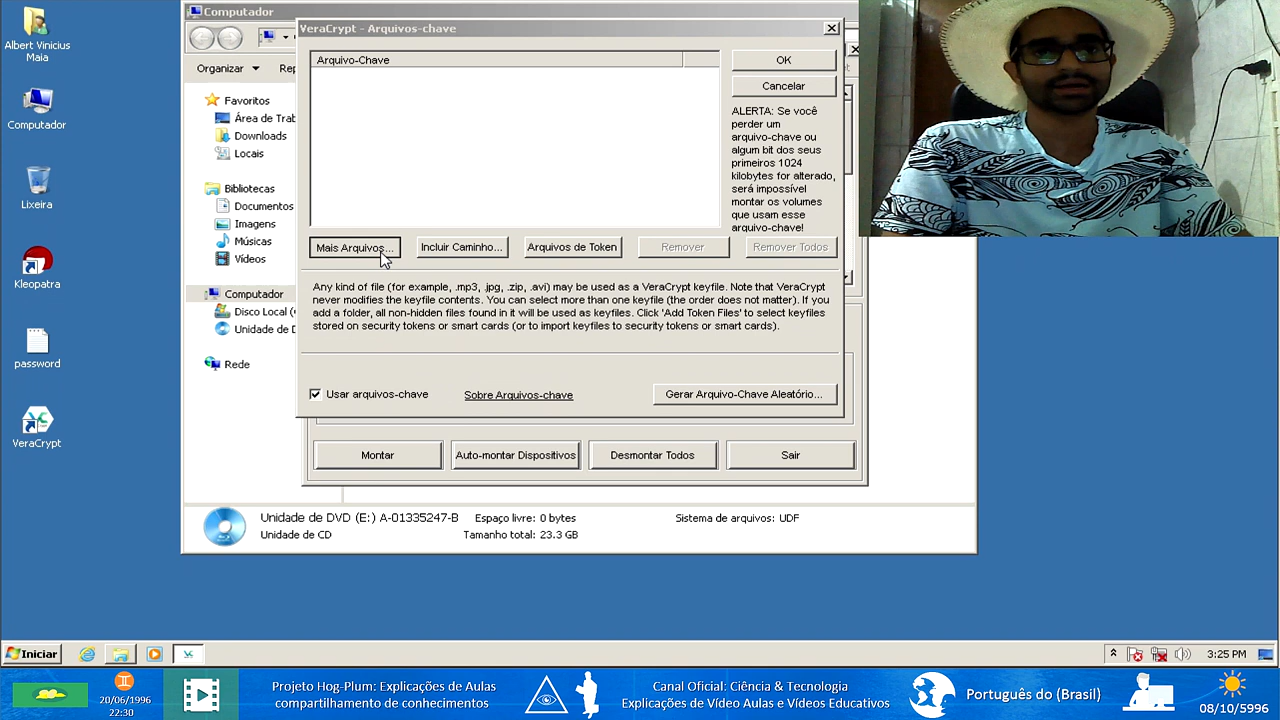 Albert Vinicius
Maia
Computador
Lixeira
Kleopatra
password
VeraCrypt
Computador
Organizar
Favoritos
Área de Trab
Downloads
Locais
Bibliotecas
Documentos
Imagens
Músicas
Vídeos
Computador
Disco Local (
Unidade de D
Rede
VeraCrypt - Arquivos-chave
Arquivo-Chave
OK
Cancelar
ALERTA: Se você
perder um
arquivo-chave ou
algum bit dos seus
primeiros 1024
kilobytes for alterado,
será impossível
montar os volumes
que usam esse
arquivo-chave!
Mais Arquivos...
Incluir Caminho...
Arquivos de Token
Remover
Remover Todos
Any kind of file (for example, .mp3, .jpg, .zip, .avi) may be used as a VeraCrypt keyfile. Note that VeraCrypt
never modifies the keyfile contents. You can select more than one keyfile (the order does not matter). If you
add a folder, all non-hidden files found in it will be used as keyfiles. Click 'Add Token Files' to select keyfiles
stored on security tokens or smart cards (or to import keyfiles to security tokens or smart cards).
Usar arquivos-chave
Sobre Arquivos-chave
Gerar Arquivo-Chave Aleatório...
Montar
Auto-montar Dispositivos
Desmontar Todos
Sair
Unidade de DVD (E:) A-01335247-B
Espaço livre: 0 bytes
Sistema de arquivos: UDF
Unidade de CD
Tamanho total: 23.3 GB
Iniciar
3:25 PM
20/06/1996
22:30
Projeto Hog-Plum: Explicações de Aulas
compartilhamento de conhecimentos
Canal Oficial: Ciência & Tecnologia
Explicações de Vídeo Aulas e Vídeos Educativos
Português do (Brasil)
08/10/5996